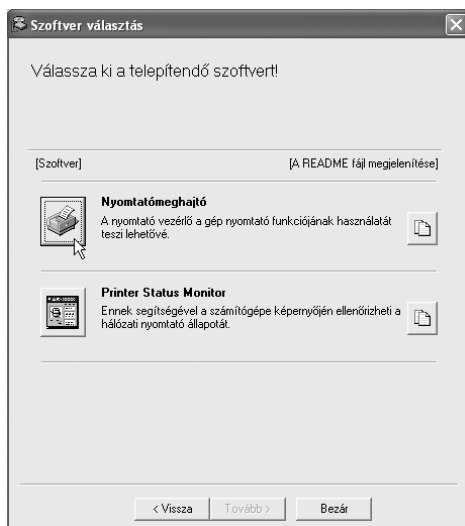 Szoftver választás
Válassza ki a telepítendő szoftvert!
[Szoftver] [A README fájl megjelenítése]
Nyomtatómeghajtó
A nyomtató vezérlő a gép nyomtató funkciójának használatát
teszi lehetővé.
Printer Status Monitor
Ennek segítségével a számítógépe képernyőjén ellenőrizheti a
hálózati nyomtató állapotát.
< Vissza Tovább > Bezár